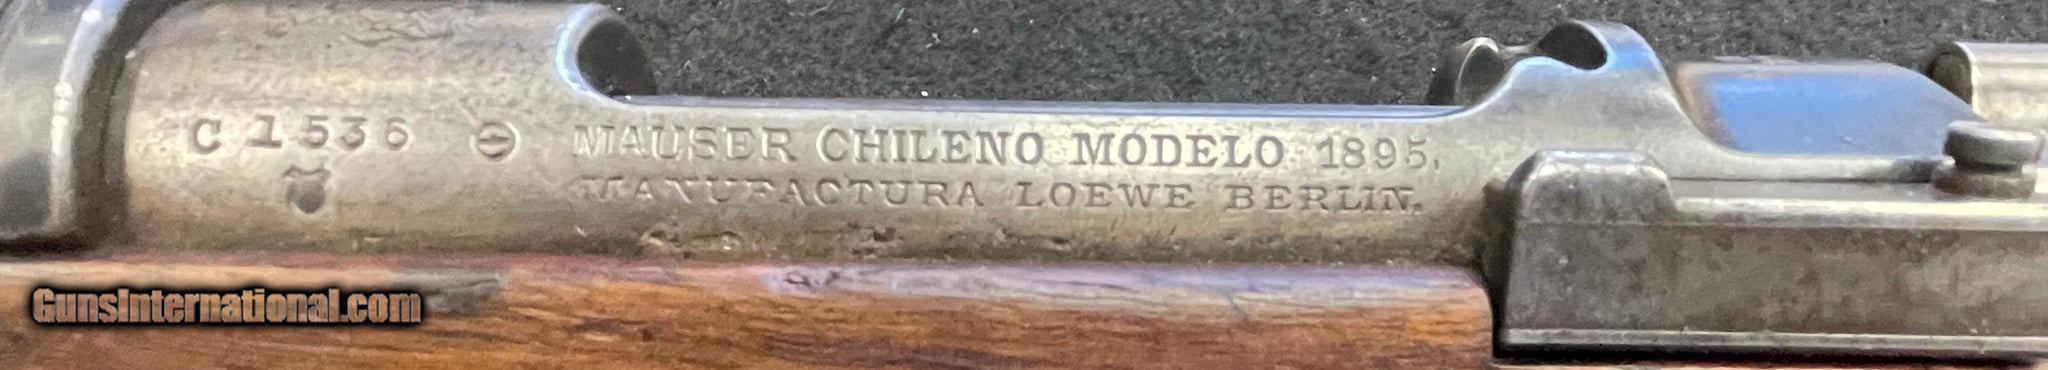 C 1536
MAUSER CHILENO MODELO 1895.
MANUFACTURA LOEWE BERLIN.
GunsInternational.com